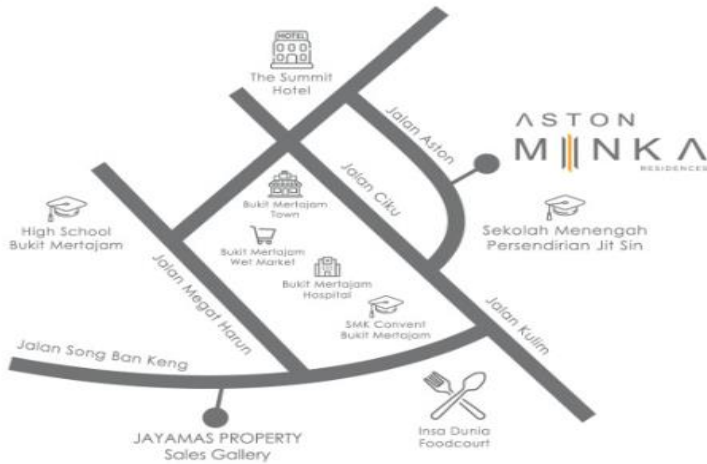 HOTEL
The Summit
Hotel
Jalan Aston
ASTON
MINKA
RESIDENCES
Jalan Ciku
Bukit Mertajam
Town
High School
Bukit Mertajam
Sekolah Menengah
Persendirian Jit Sin
Bukit Mertajam
Wet Market
Bukit Mertajam
Hospital
Jalan Megat Harun
SMK Convent
Bukit Mertajam
Jalan Kulim
Jalan Song Ban Keng
Insa Dunia
Foodcourt
JAYAMAS PROPERTY
Sales Gallery